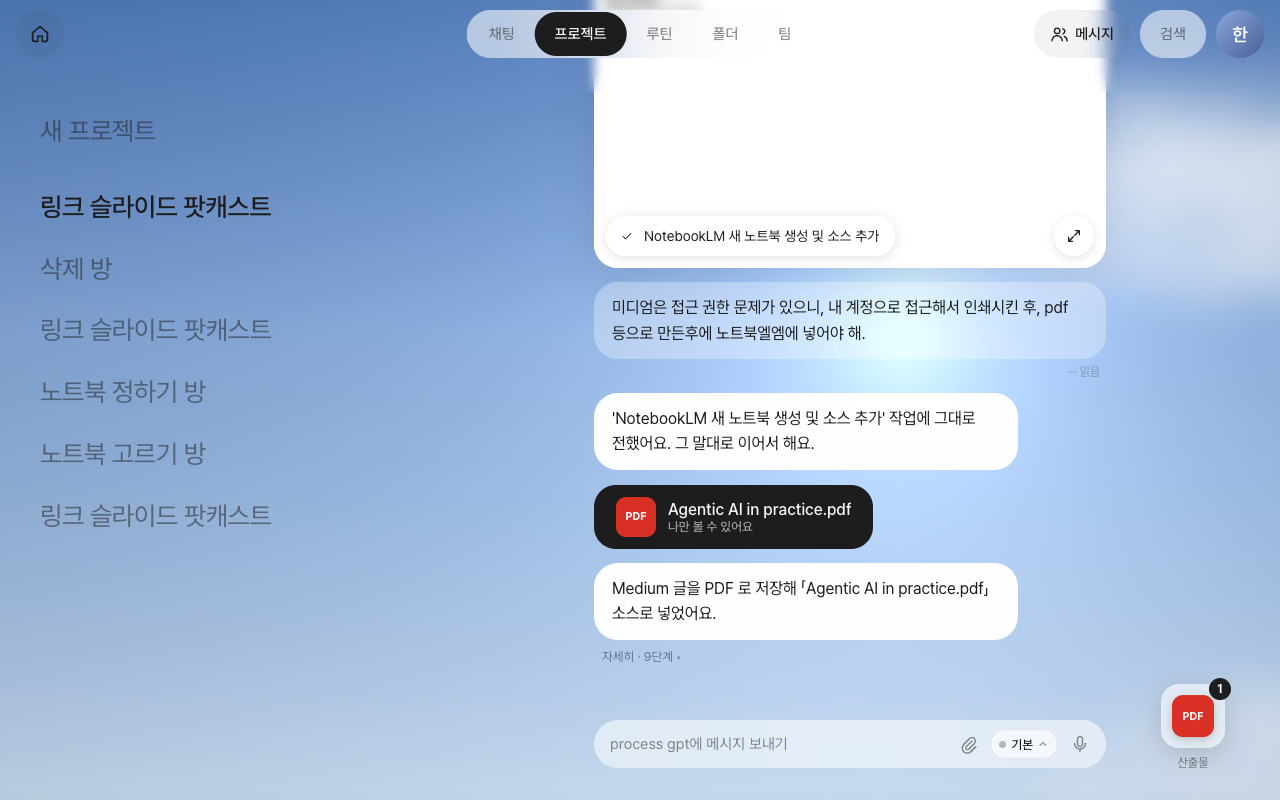 채팅
프로젝트
루틴
폴더
팀
메시지
검색
한
새 프로젝트
링크 슬라이드 팟캐스트
삭제 방
링크 슬라이드 팟캐스트
노트북 정하기 방
노트북 고르기 방
링크 슬라이드 팟캐스트
NotebookLM 새 노트북 생성 및 소스 추가
미디엄은 접근 권한 문제가 있으니, 내 계정으로 접근해서 인쇄시킨 후, pdf
등으로 만든후에 노트북엘엠에 넣어야 해.
··· 읽음
'NotebookLM 새 노트북 생성 및 소스 추가' 작업에 그대로
전했어요. 그 말대로 이어서 해요.
PDF
Agentic AI in practice.pdf
나만 볼 수 있어요
Medium 글을 PDF 로 저장해 「Agentic AI in practice.pdf」
소스로 넣었어요.
자세히 · 9단계
process gpt에 메시지 보내기
기본
1
PDF
산출물